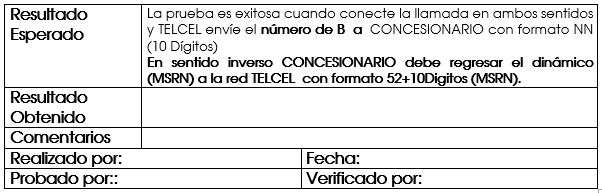 Resultado Esperado
La prueba es exitosa cuando conecte la llamada en ambos sentidos
y TELCEL envíe el número de B a CONCESIONARIO con formato NN
(10 Dígitos)
En sentido inverso CONCESIONARIO debe regresar el dinámico
(MSRN) a la red TELCEL con formato 52+10Digitos (MSRN).
Resultado
Obtenido
Comentarios
Realizado por: Fecha:
Probado por:: Verificado por: